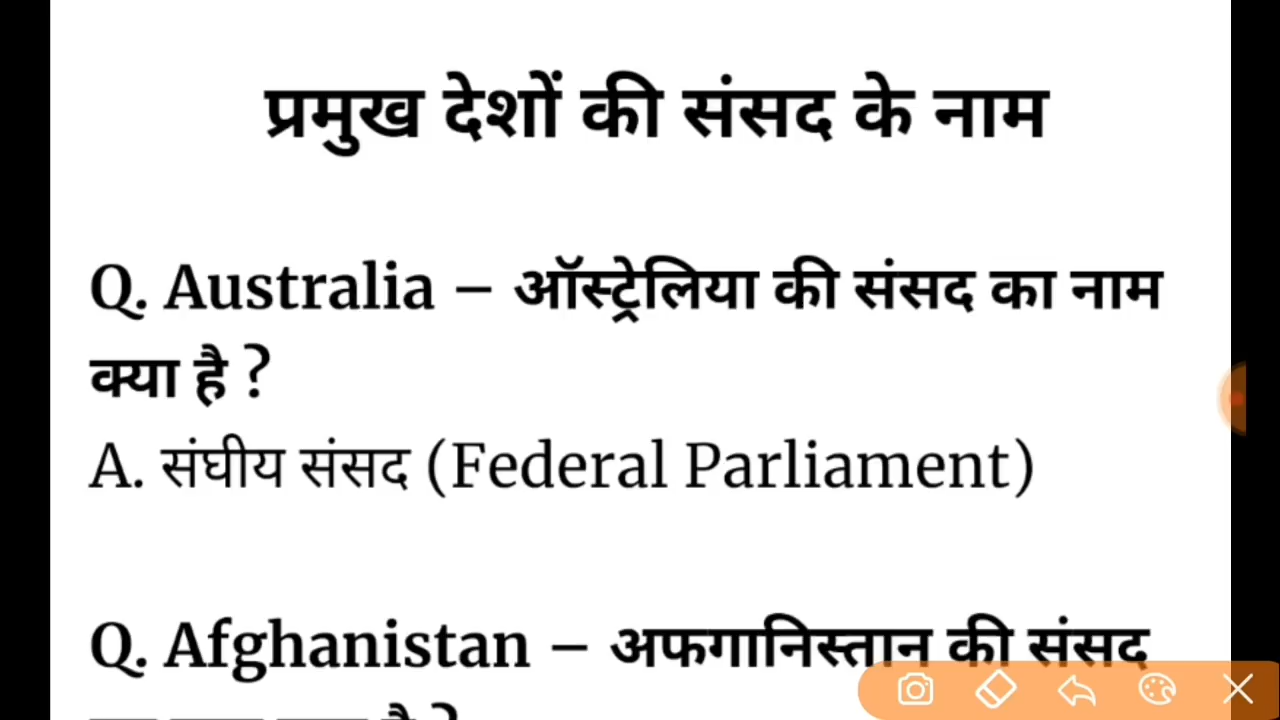 प्रमुख देशों की संसद के नाम
Q. Australia – ऑस्ट्रेलिया की संसद का नाम
क्या है ?
A. संघीय संसद (Federal Parliament)
Q. Afghanistan – अफगानिस्तान की संसद
है ?